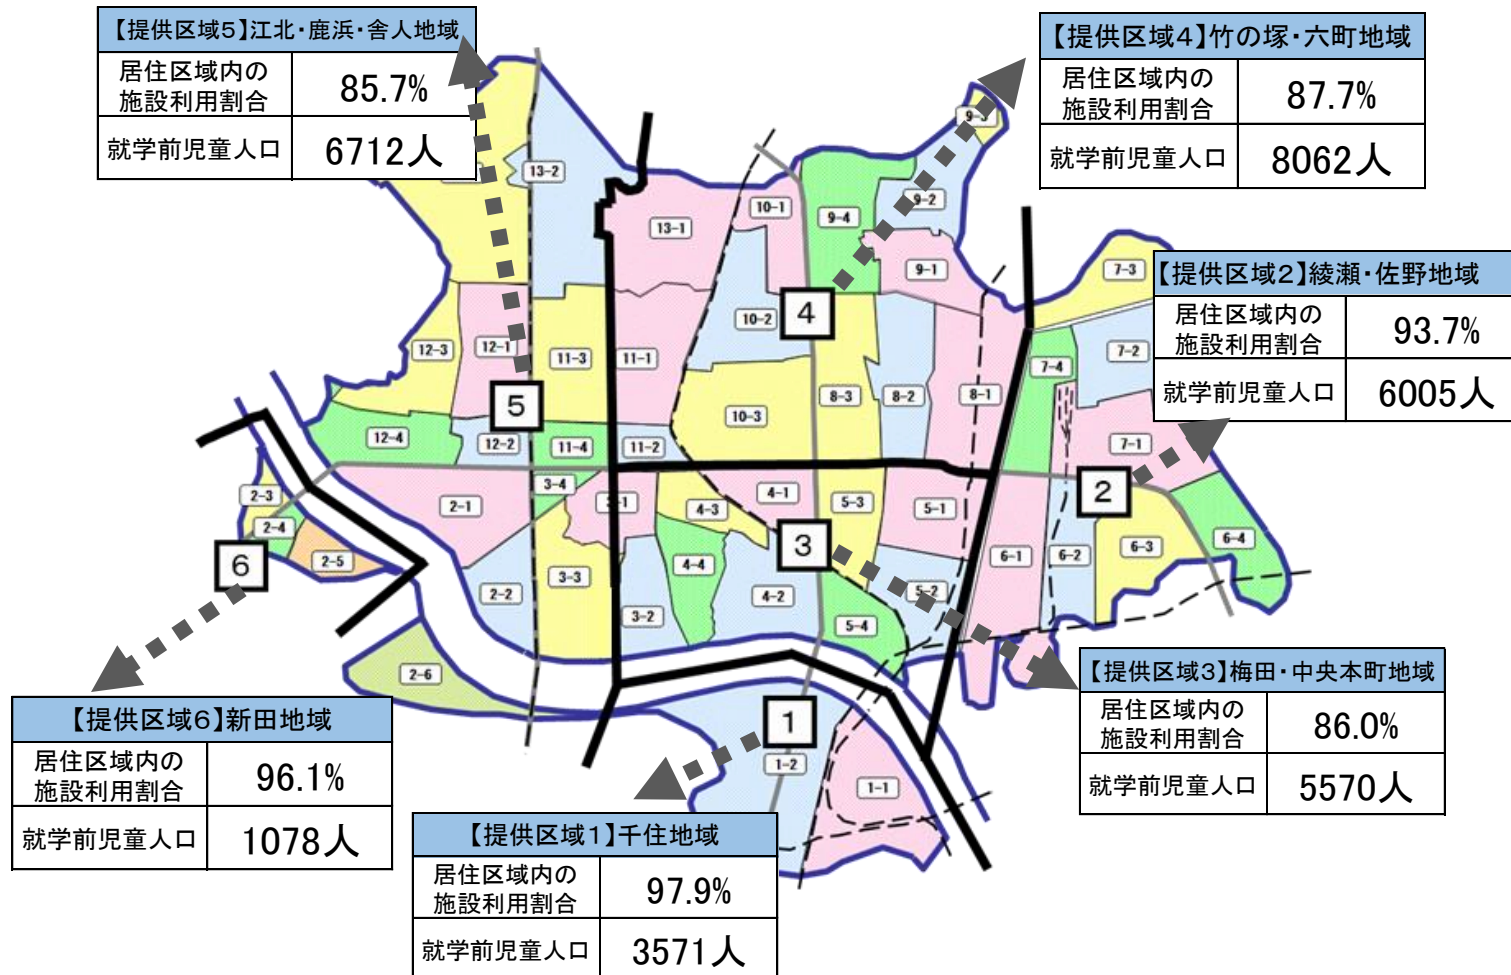 【提供区域5】江北・鹿浜・舎人地域
居住区域内の
施設利用割合
85.7%
就学前児童人口
6712人
【提供区域4】竹の塚・六町地域
居住区域内の
施設利用割合
87.7%
就学前児童人口
8062人
【提供区域2】綾瀬・佐野地域
居住区域内の
施設利用割合
93.7%
就学前児童人口
6005人
【提供区域3】梅田・中央本町地域
居住区域内の
施設利用割合
86.0%
就学前児童人口
5570人
【提供区域6】新田地域
居住区域内の
施設利用割合
96.1%
就学前児童人口
1078人
【提供区域1】千住地域
居住区域内の
施設利用割合
97.9%
就学前児童人口
3571人
13-2
13-1
10-1
9-4
9-2
9-1
7-3
10-2
4
12-3
12-1
11-3
11-1
7-4
7-2
5
10-3
8-3
8-2
8-1
12-4
12-2
11-4
11-2
7-1
2-3
2-4
2-5
6
2-1
3-4
4-3
4-1
5-3
5-1
2
3
2-2
3-3
4-4
3-2
4-2
5-2
5-4
6-1
6-2
6-3
6-4
2-6
1
1-2
1-1